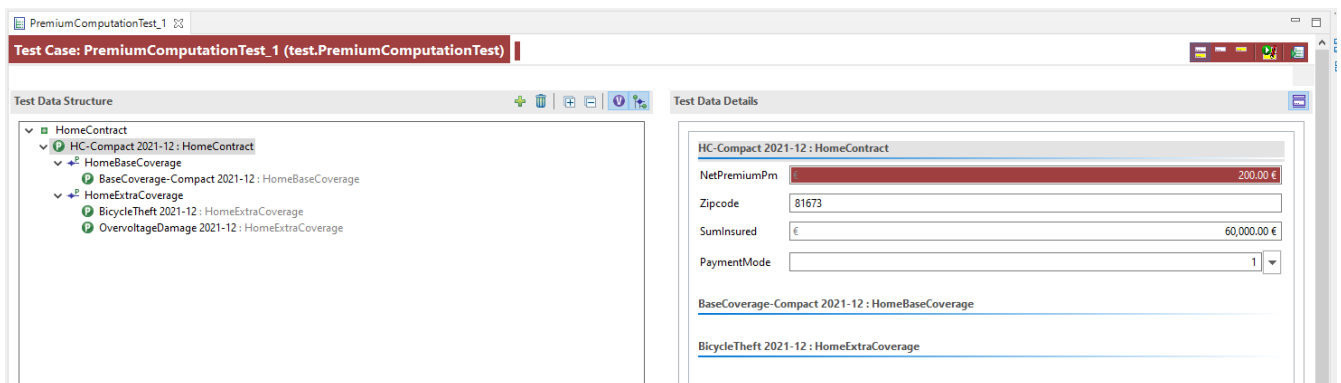 PremiumComputationTest_1
Test Case: PremiumComputationTest_1 (test.PremiumComputationTest)
Test Data Structure
HomeContract
HC-Compact 2021-12 : HomeContract
HomeBaseCoverage
BaseCoverage-Compact 2021-12 : HomeBaseCoverage
HomeExtraCoverage
BicycleTheft 2021-12 : HomeExtraCoverage
OvervoltageDamage 2021-12 : HomeExtraCoverage
Test Data Details
HC-Compact 2021-12 : HomeContract
NetPremiumPm € 200.00 €
Zipcode 81673
SumInsured € 60,000.00 €
PaymentMode 1
BaseCoverage-Compact 2021-12 : HomeBaseCoverage
BicycleTheft 2021-12 : HomeExtraCoverage